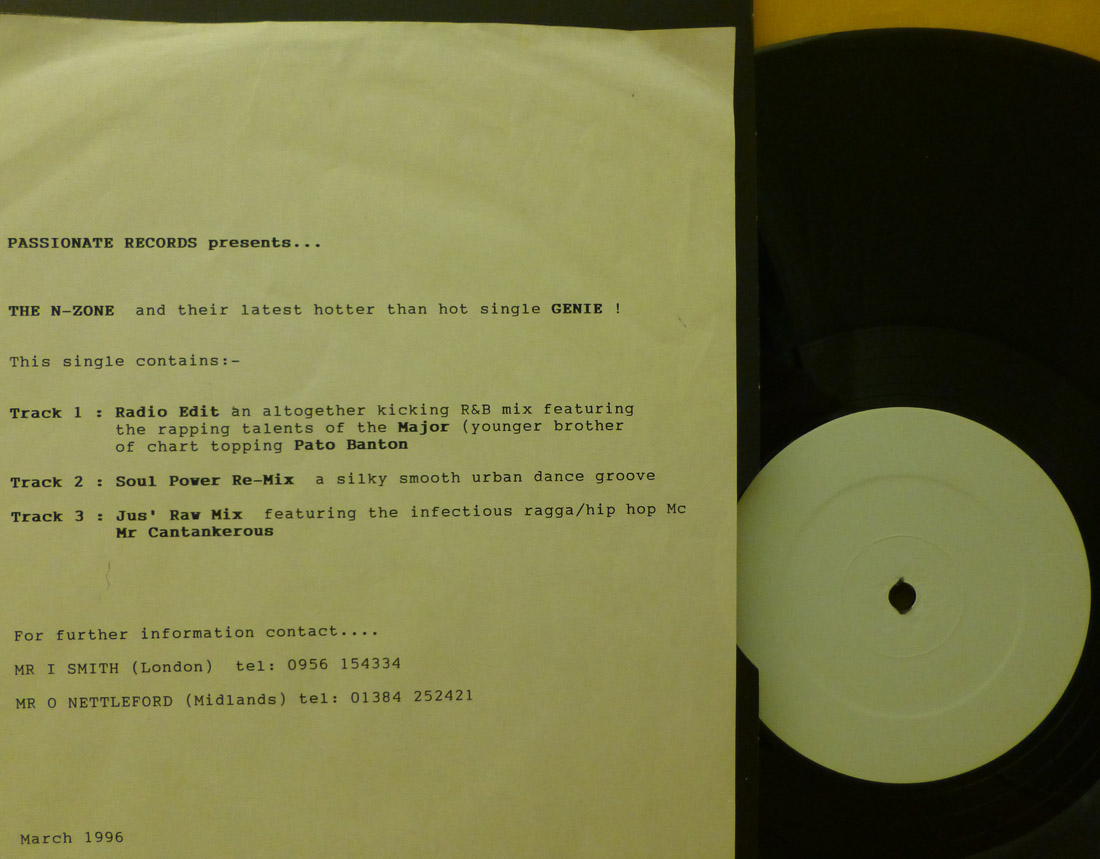 PASSIONATE RECORDS presents...
THE N-ZONE and their latest hotter than hot single GENIE !
This single contains:-
Track 1 : Radio Edit an altogether kicking R&B mix featuring
the rapping talents of the Major (younger brother
of chart topping Pato Banton
Track 2 : Soul Power Re-Mix a silky smooth urban dance groove
Track 3 : Jus' Raw Mix featuring the infectious ragga/hip hop Mc
Mr Cantankerous
For further information contact....
MR I SMITH (London) tel: 0956 154334
MR O NETTLEFORD (Midlands) tel: 01384 252421
March 1996